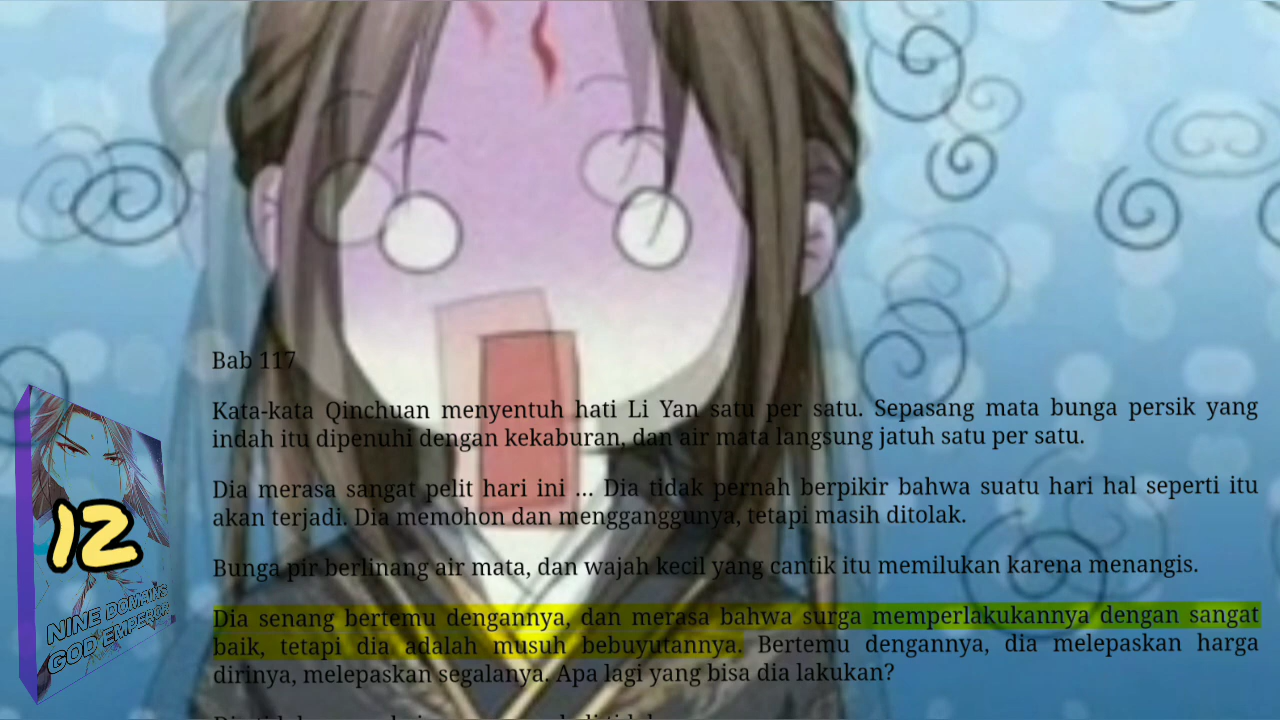 Bab 117
Kata-kata Qinchuan menyentuh hati Li Yan satu per satu. Sepasang mata bunga persik yang
indah itu dipenuhi dengan kekaburan, dan air mata langsung jatuh satu per satu.
Dia merasa sangat pelit hari ini ... Dia tidak pernah berpikir bahwa suatu hari hal seperti itu
akan terjadi. Dia memohon dan mengganggunya, tetapi masih ditolak.
Bunga pir berlinang air mata, dan wajah kecil yang cantik itu memilukan karena menangis.
Dia senang bertemu dengannya, dan merasa bahwa surga memperlakukannya dengan sangat
baik, tetapi dia adalah musuh bebuyutannya. Bertemu dengannya, dia melepaskan harga
dirinya, melepaskan segalanya. Apa lagi yang bisa dia lakukan?
12
NINE DOMAINS
GOD EMPEROR